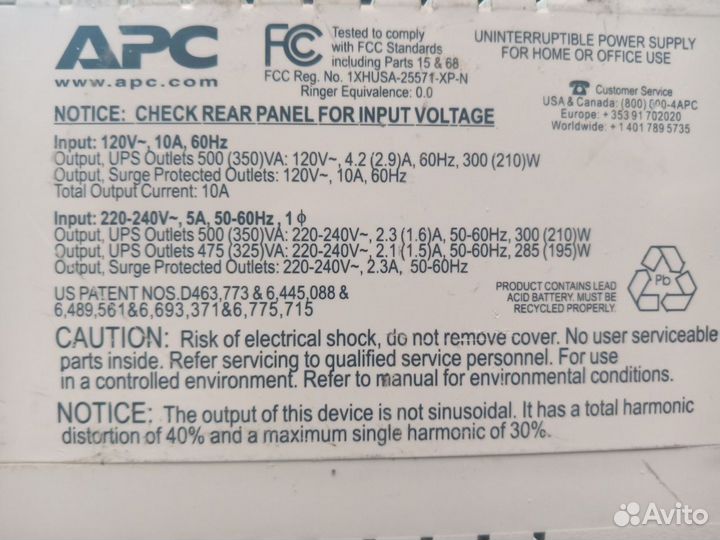 APC
www.apc.com
FC
Tested to comply
with FCC Standards
including Parts 15 & 68
FCC Reg. No. 1XHUSA-25571-XP-N
Ringer Equivalence: 0.0
UNINTERRUPTIBLE POWER SUPPLY
FOR HOME OR OFFICE USE
Customer Service
USA & Canada: (800) 800-4APC
Europe: +353 91 702020
Worldwide: +1 401 789 5735
NOTICE: CHECK REAR PANEL FOR INPUT VOLTAGE
Input: 120V~, 10A, 60Hz
Output, UPS Outlets 500 (350)VA: 120V~, 4.2 (2.9)A, 60Hz, 300 (210)W
Output, Surge Protected Outlets: 120V~, 10A, 60Hz
Total Output Current: 10A
Input: 220-240V~, 5A, 50-60Hz , 1 ϕ
Output, UPS Outlets 500 (350)VA: 220-240V~, 2.3 (1.6)A, 50-60Hz, 300 (210)W
Output, UPS Outlets 475 (325)VA: 220-240V~, 2.1 (1.5)A, 50-60Hz, 285 (195)W
Output, Surge Protected Outlets: 220-240V~, 2.3A, 50-60Hz
US PATENT NOS.D463,773 & 6,445,088 &
6,489,561&6,693,371&6,775,715
PRODUCT CONTAINS LEAD
ACID BATTERY. MUST BE
RECYCLED PROPERLY.
Pb
CAUTION: Risk of electrical shock, do not remove cover. No user serviceable
parts inside. Refer servicing to qualified service personnel. For use
in a controlled environment. Refer to manual for environmental conditions.
NOTICE: The output of this device is not sinusoidal. It has a total harmonic
distortion of 40% and a maximum single harmonic of 30%.
Avito